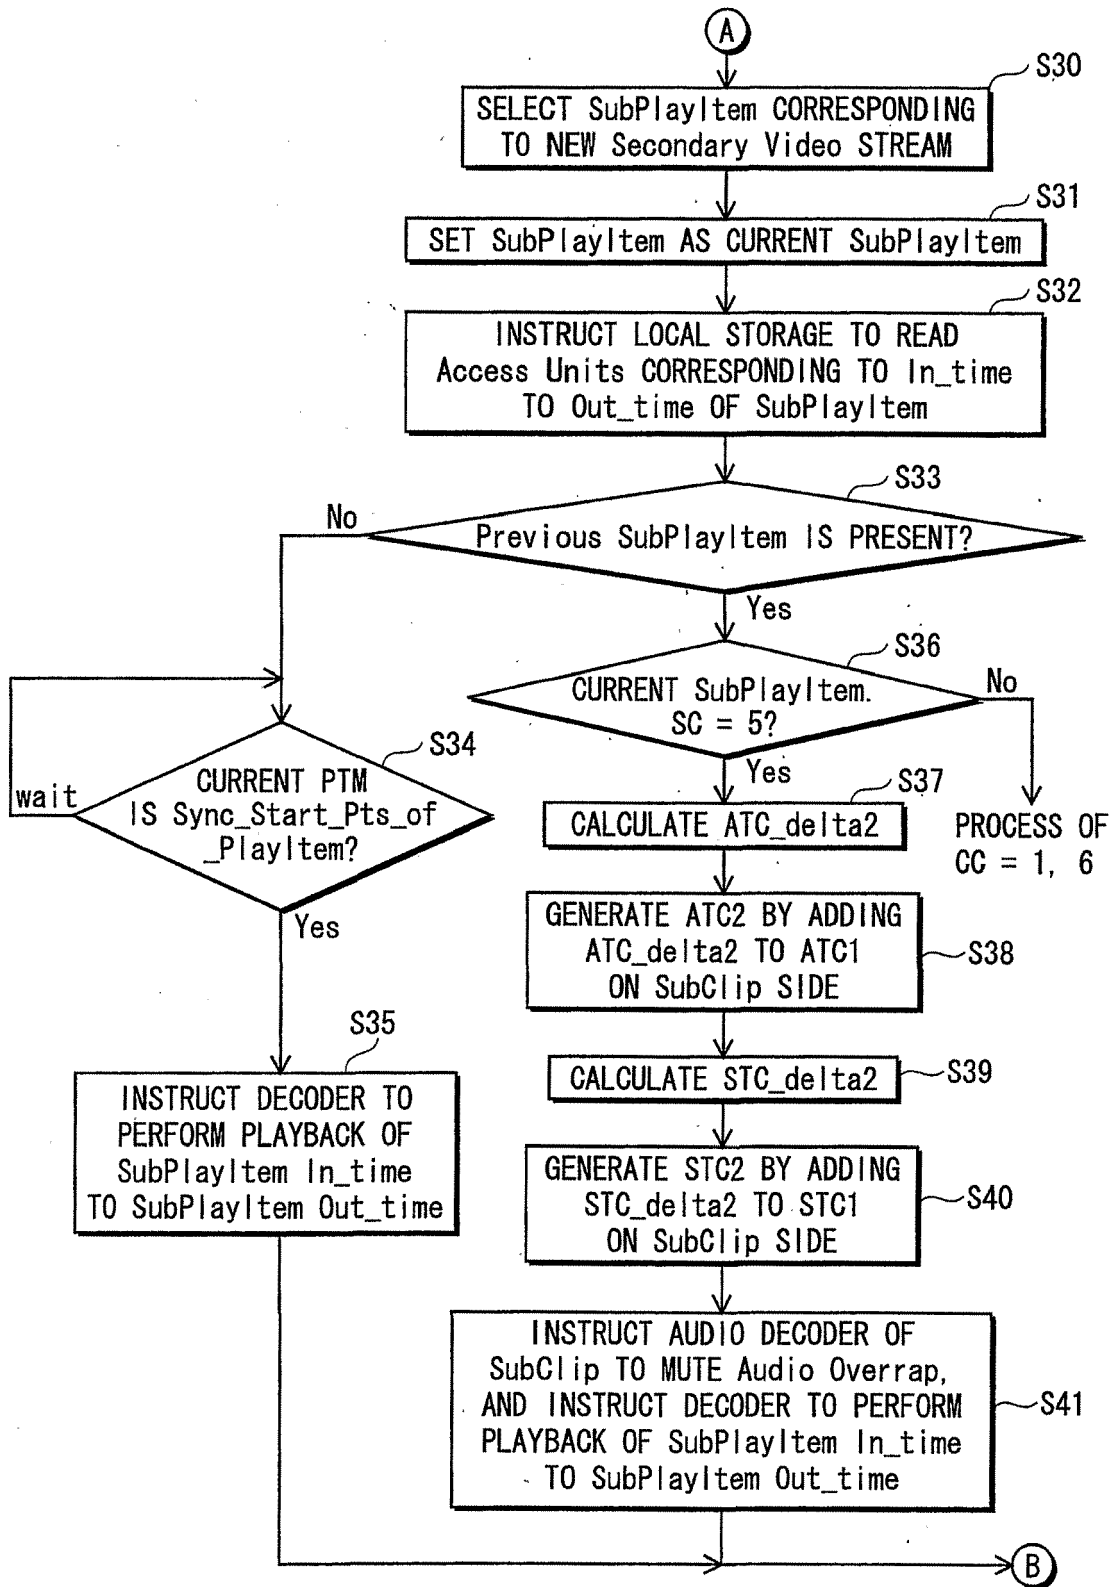 A
S30
SELECT SubPlayItem CORRESPONDING
TO NEW Secondary Video STREAM
S31
SET SubPlayItem AS CURRENT SubPlayItem
S32
INSTRUCT LOCAL STORAGE TO READ
Access Units CORRESPONDING TO In_time
TO Out_time OF SubPlayItem
S33
No
Previous SubPlayItem IS PRESENT?
Yes
S36
CURRENT SubPlayItem.
SC = 5?
No
Yes
S34
CURRENT PTM
IS Sync_Start_Pts_of
_PlayItem?
wait
Yes
S37
CALCULATE ATC_delta2
PROCESS OF
CC = 1, 6
GENERATE ATC2 BY ADDING
ATC_delta2 TO ATC1
ON SubClip SIDE
S38
S35
INSTRUCT DECODER TO
PERFORM PLAYBACK OF
SubPlayItem In_time
TO SubPlayItem Out_time
CALCULATE STC_delta2
S39
GENERATE STC2 BY ADDING
STC_delta2 TO STC1
ON SubClip SIDE
S40
INSTRUCT AUDIO DECODER OF
SubClip TO MUTE Audio Overrap,
AND INSTRUCT DECODER TO PERFORM
PLAYBACK OF SubPlayItem In_time
TO SubPlayItem Out_time
S41
B